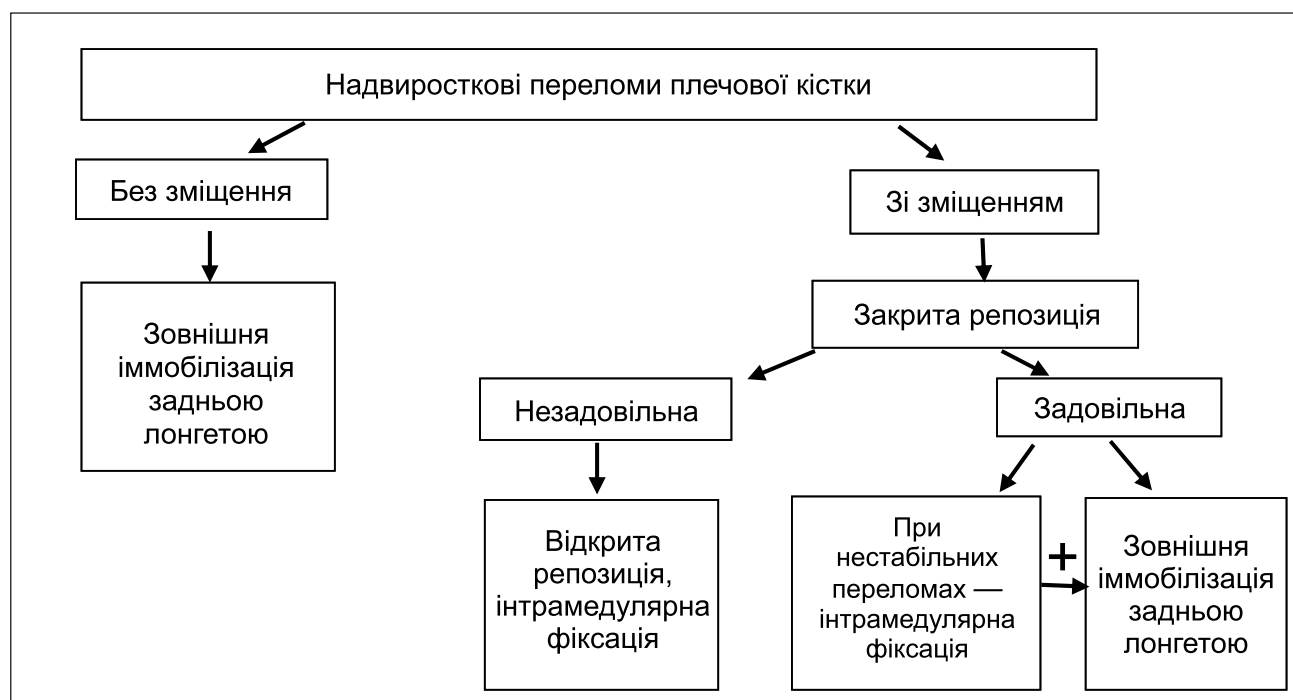 Надвиросткові переломи плечової кістки
Без зміщення
Зі зміщенням
Зовнішня
іммобілізація
задньою
лонгетою
Закрита репозиція
Незадовільна
Задовільна
Відкрита
репозиція,
інтрамедулярна
фіксація
При
нестабільних
переломах —
інтрамедулярна
фіксація
+
Зовнішня
іммобілізація
задньою
лонгетою